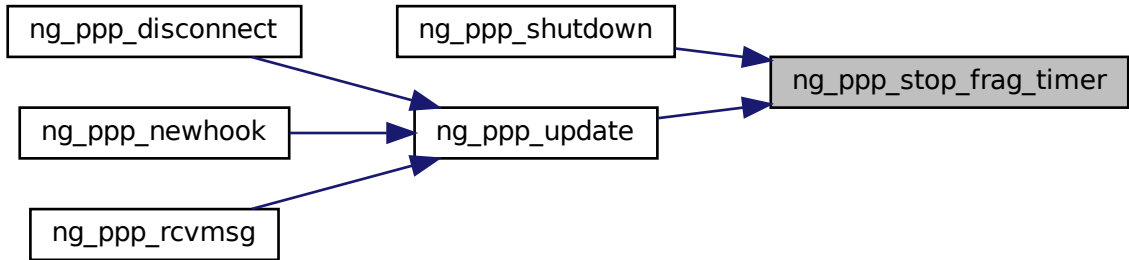 ng_ppp_disconnect
ng_ppp_shutdown
ng_ppp_stop_frag_timer
ng_ppp_newhook
ng_ppp_update
ng_ppp_rcvmsg